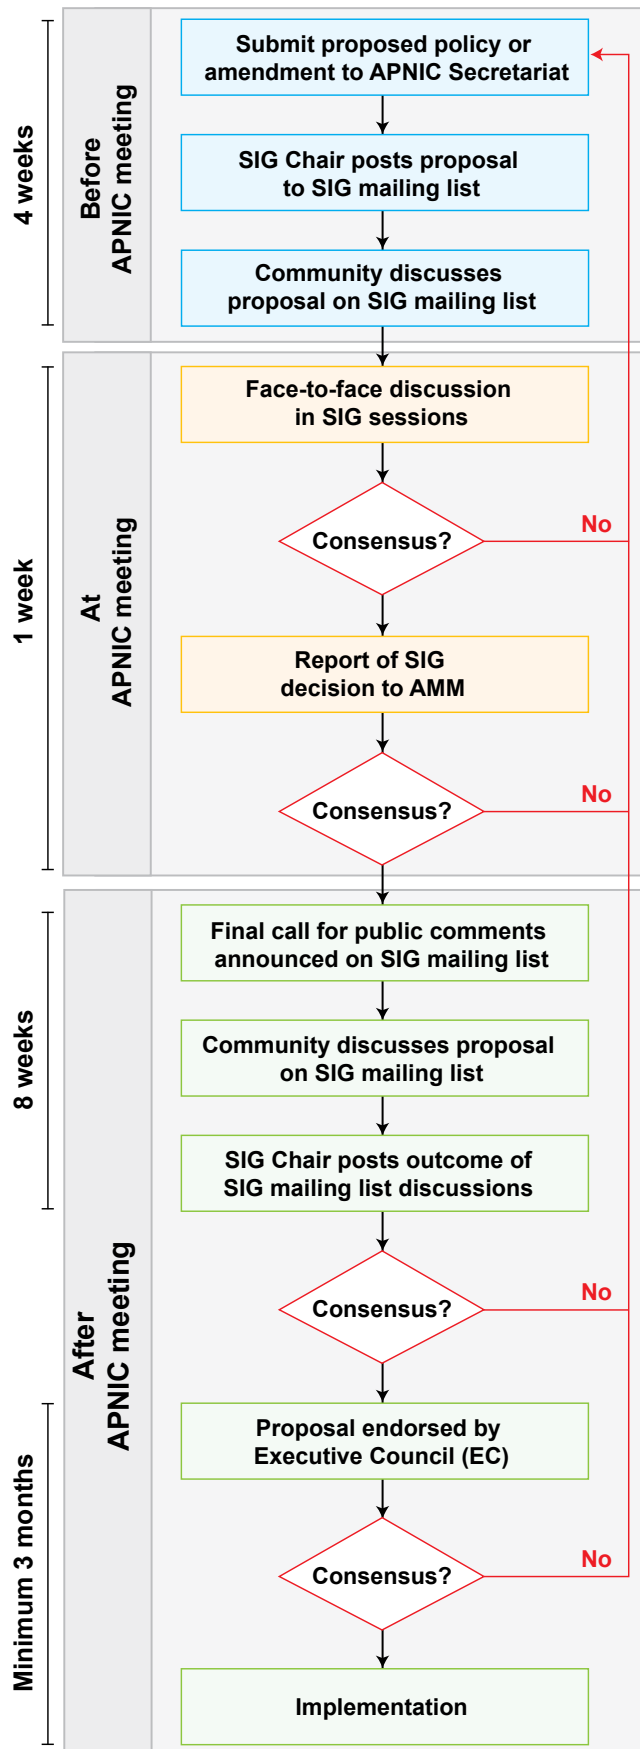 4 weeks
Before
APNIC meeting
Submit proposed policy or
amendment to APNIC Secretariat
SIG Chair posts proposal
to SIG mailing list
Community discusses
proposal on SIG mailing list
1 week
At
APNIC meeting
Face-to-face discussion
in SIG sessions
Consensus?
No
Report of SIG
decision to AMM
Consensus?
No
8 weeks
After
APNIC meeting
Final call for public comments
announced on SIG mailing list
Community discusses proposal
on SIG mailing list
SIG Chair posts outcome of
SIG mailing list discussions
Consensus?
No
Minimum 3 months
Proposal endorsed by
Executive Council (EC)
Consensus?
No
Implementation